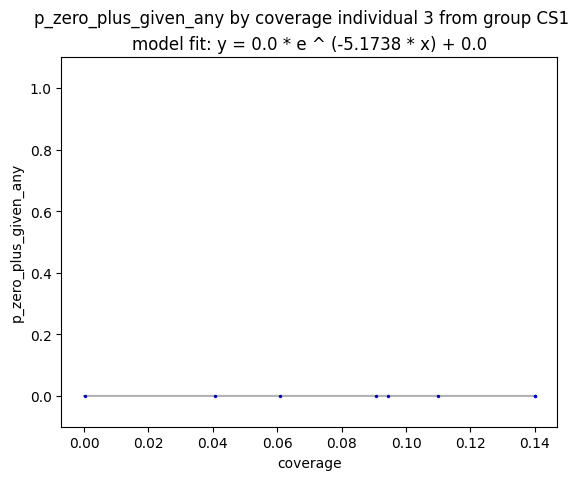 p_zero_plus_given_any by coverage individual 3 from group CS1
model fit: y = 0.0 * e ^ (-5.1738 * x) + 0.0
1.0
0.8
0.6
0.4
0.2
0.0
p_zero_plus_given_any
0.00 0.02 0.04 0.06 0.08 0.10 0.12 0.14
coverage